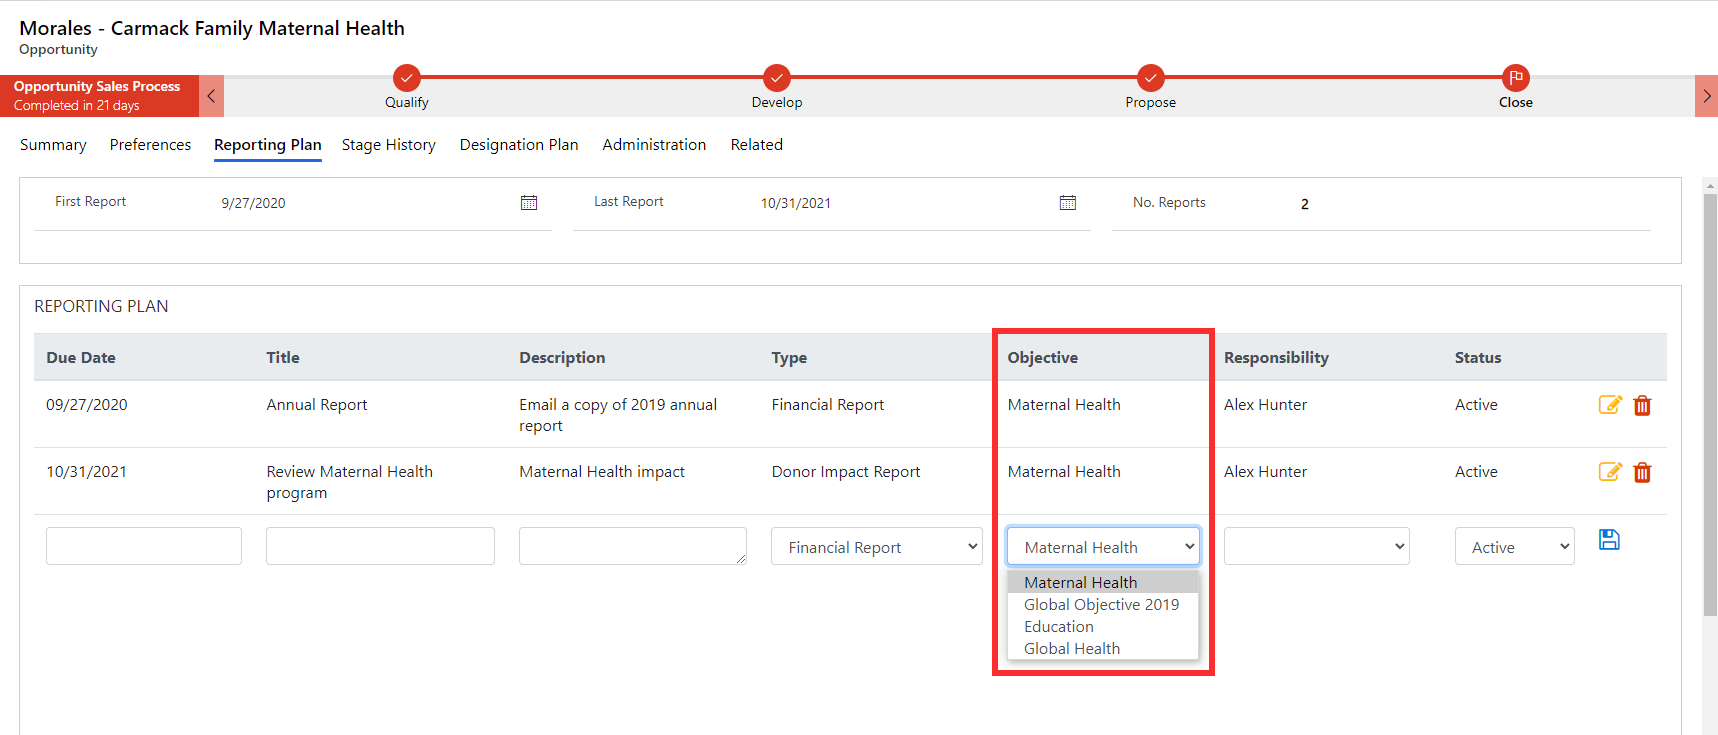 Morales - Carmack Family Maternal Health
Opportunity
Opportunity Sales Process
Completed in 21 days
Qualify
Develop
Propose
Close
Summary Preferences Reporting Plan Stage History Designation Plan Administration Related
First Report 9/27/2020 Last Report 10/31/2021 No. Reports 2
REPORTING PLAN
Due Date Title Description Type Objective Responsibility Status
09/27/2020 Annual Report Email a copy of 2019 annual Financial Report Maternal Health Alex Hunter Active
report
10/31/2021 Review Maternal Health Maternal Health impact Donor Impact Report Maternal Health Alex Hunter Active
program
Financial Report Maternal Health Active
Maternal Health
Global Objective 2019
Education
Global Health